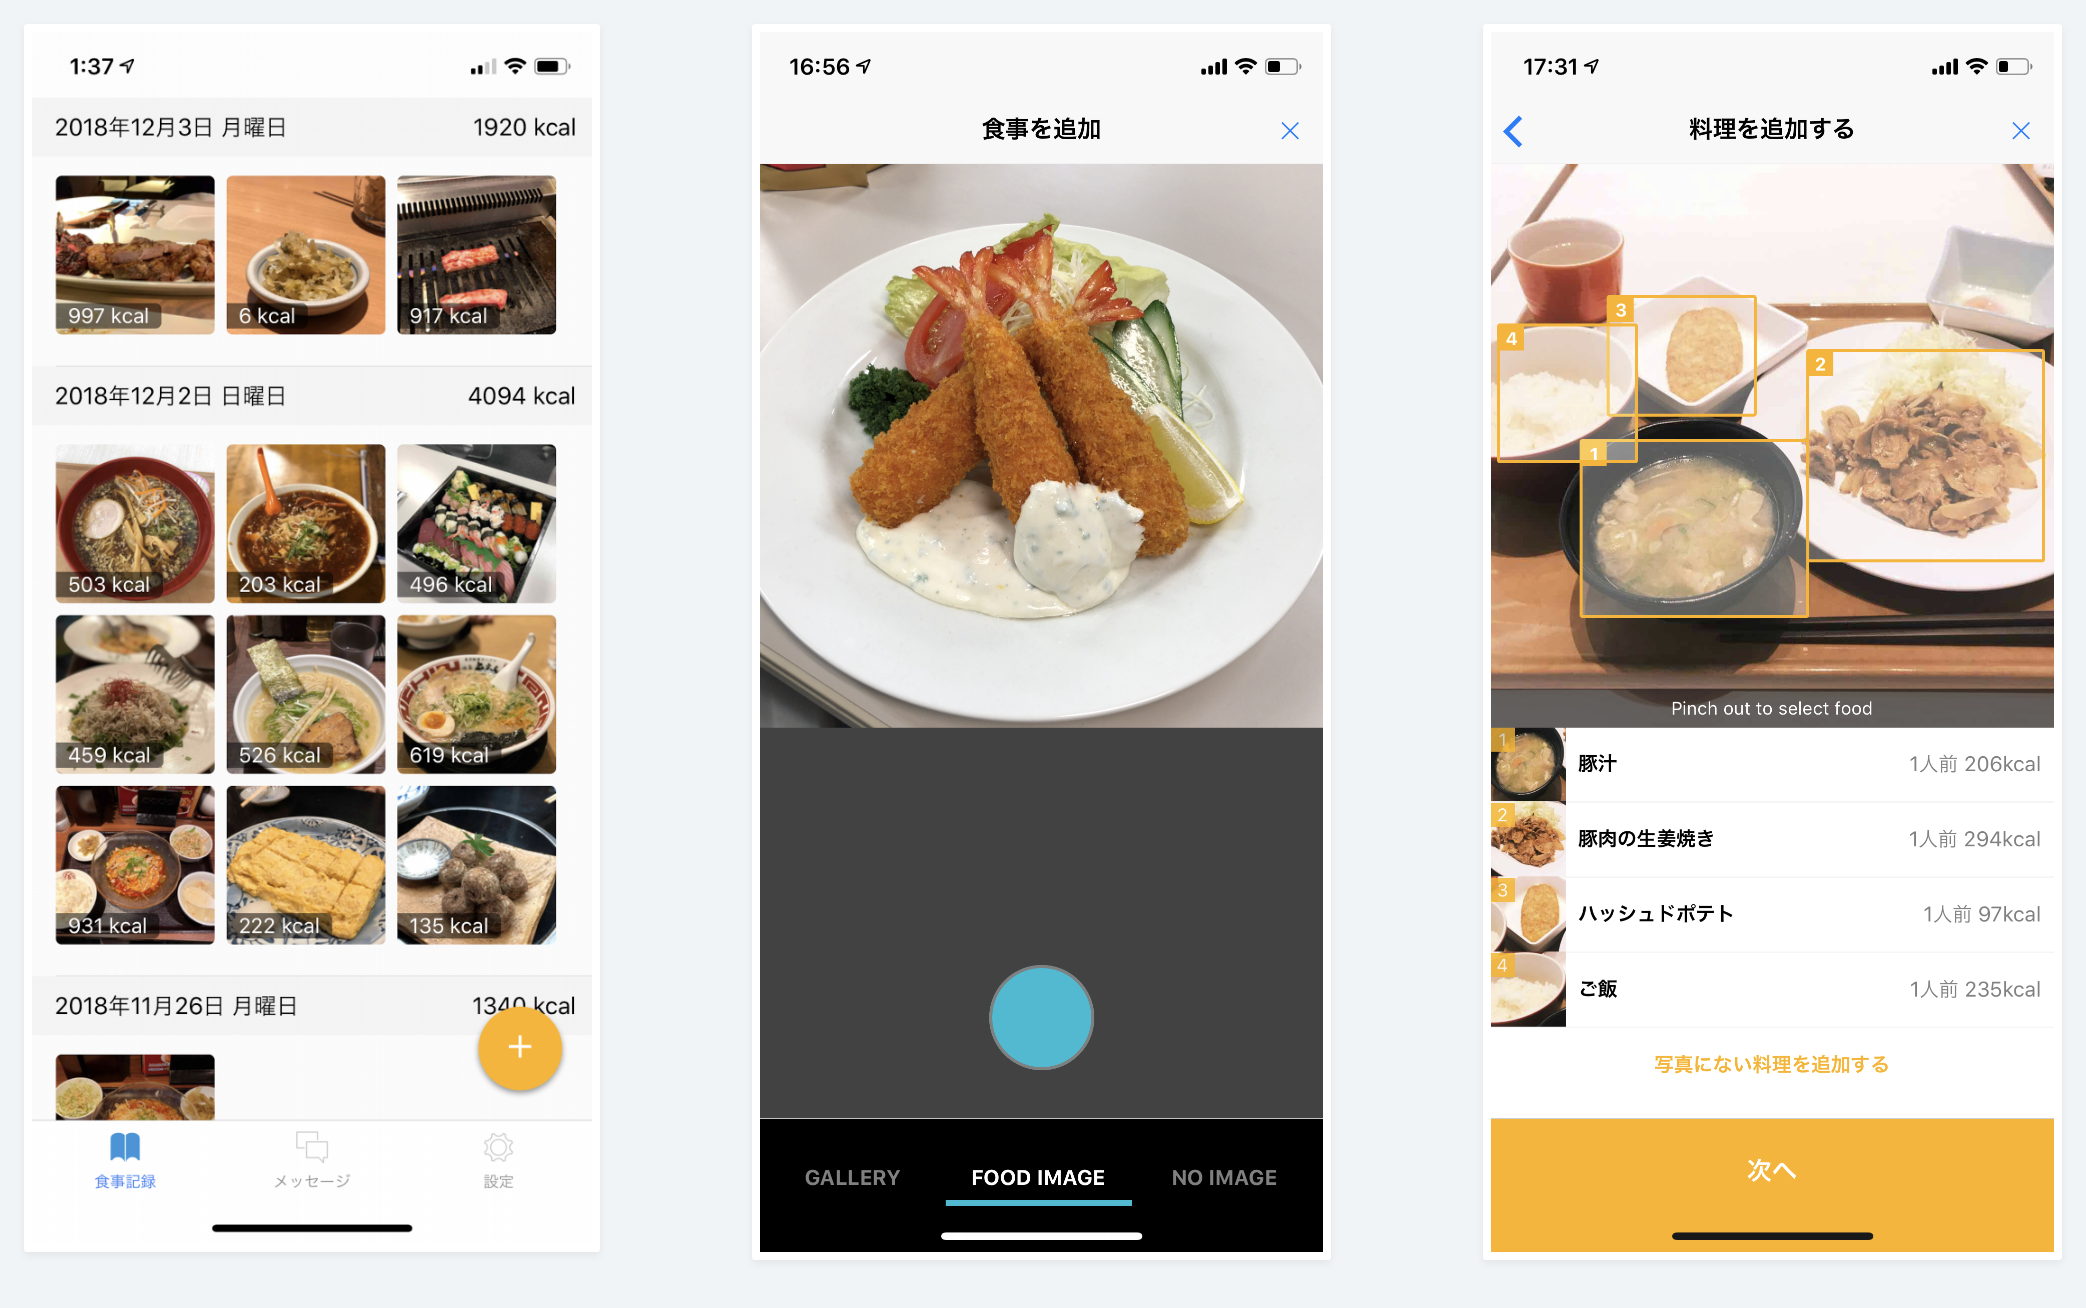 1:37
2018年12月3日 月曜日 1920 kcal
997 kcal 6 kcal 917 kcal
2018年12月2日 日曜日 4094 kcal
503 kcal 203 kcal 496 kcal
459 kcal 526 kcal 619 kcal
931 kcal 222 kcal 135 kcal
2018年11月26日 月曜日 1340 kcal
+
食事記録 メッセージ 設定
16:56
食事を追加
GALLERY FOOD IMAGE NO IMAGE
17:31
料理を追加する
3
4
2
1
Pinch out to select food
1 豚汁 1人前 206kcal
2 豚肉の生姜焼き 1人前 294kcal
3 ハッシュドポテト 1人前 97kcal
4 ご飯 1人前 235kcal
写真にない料理を追加する
次へ